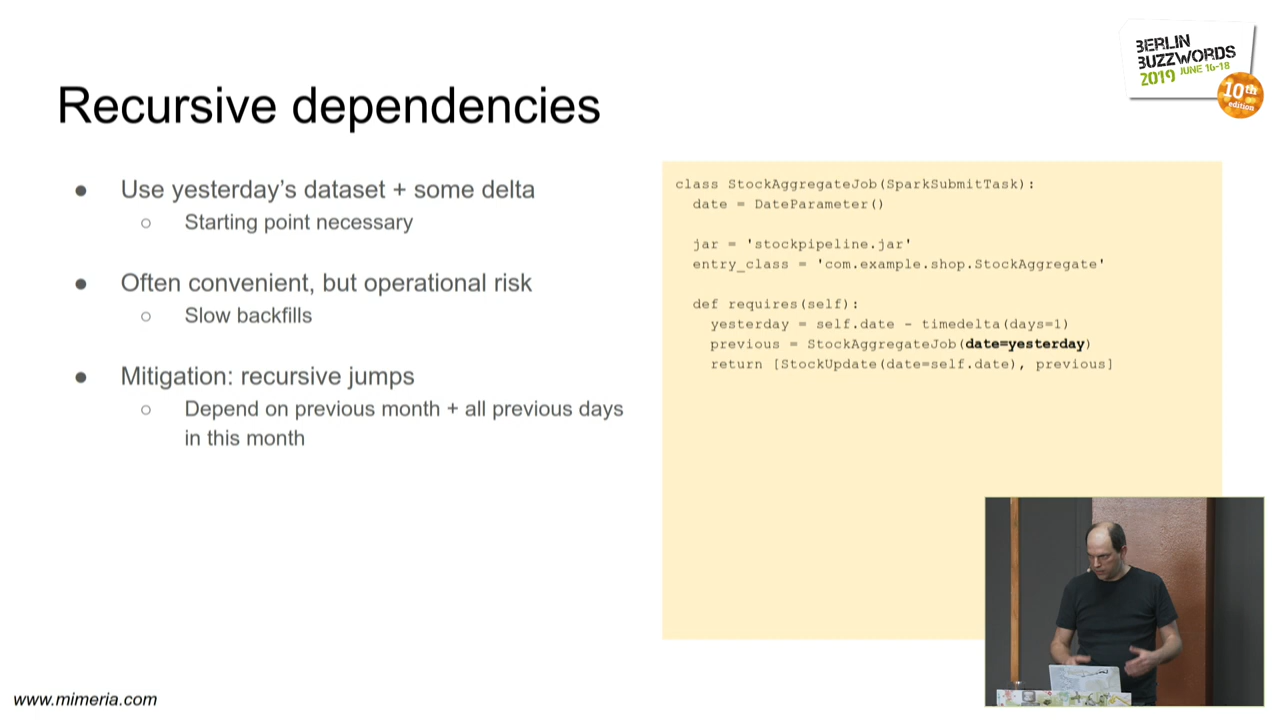 BERLIN
BUZZWORDS
2019 JUNE 16-18
10th
edition
Recursive dependencies
● Use yesterday's dataset + some delta
○ Starting point necessary
● Often convenient, but operational risk
○ Slow backfills
● Mitigation: recursive jumps
○ Depend on previous month + all previous days
in this month
class StockAggregateJob(SparkSubmitTask):
date = DateParameter()
jar = 'stockpipeline.jar'
entry_class = 'com.example.shop.StockAggregate'
def requires(self):
yesterday = self.date - timedelta(days=1)
previous = StockAggregateJob(date=yesterday)
return [StockUpdate(date=self.date), previous]
www.mimeria.com